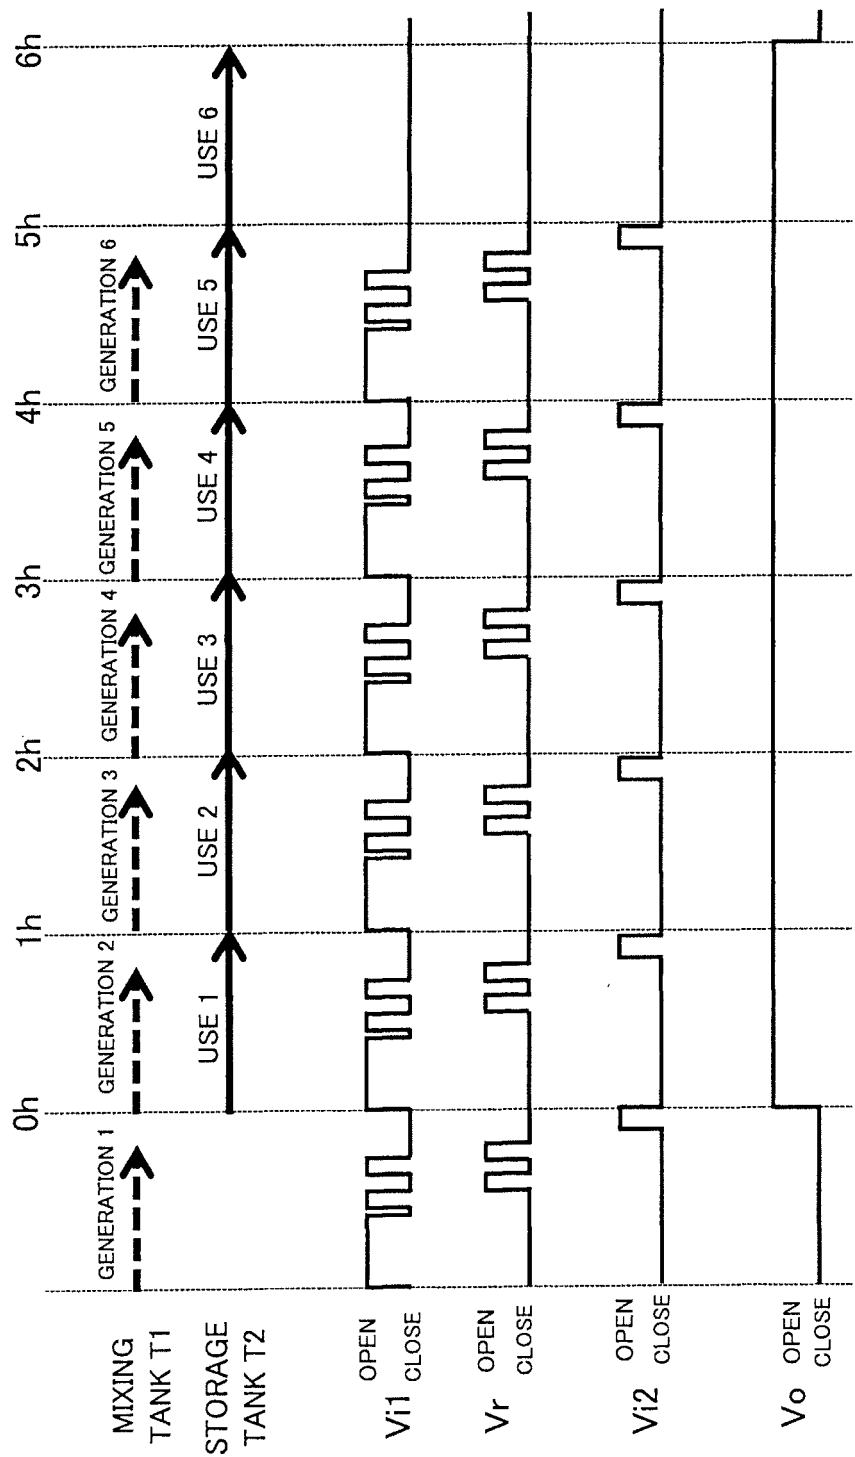 0h
1h
2h
3h
4h
5h
6h
MIXING
TANK T1
GENERATION 1
GENERATION 2
GENERATION 3
GENERATION 4
GENERATION 5
GENERATION 6
STORAGE
TANK T2
USE 1
USE 2
USE 3
USE 4
USE 5
USE 6
Vi1
OPEN
CLOSE
Vr
OPEN
CLOSE
Vi2
OPEN
CLOSE
Vo
OPEN
CLOSE